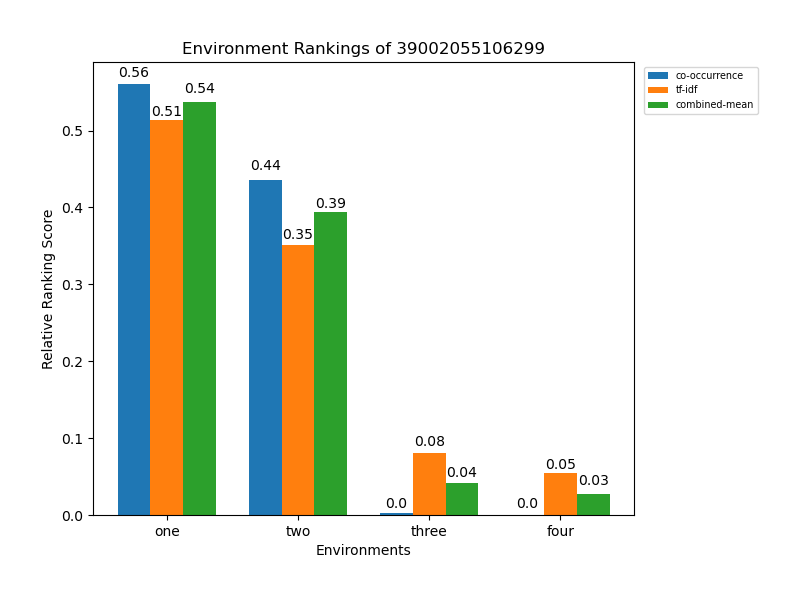 Environment Rankings of 39002055106299
co-occurrence
tf-idf
combined-mean
Relative Ranking Score
0.5
0.4
0.3
0.2
0.1
0.0
0.56
0.51
0.54
0.44
0.35
0.39
0.0
0.08
0.04
0.0
0.05
0.03
one
two
three
four
Environments